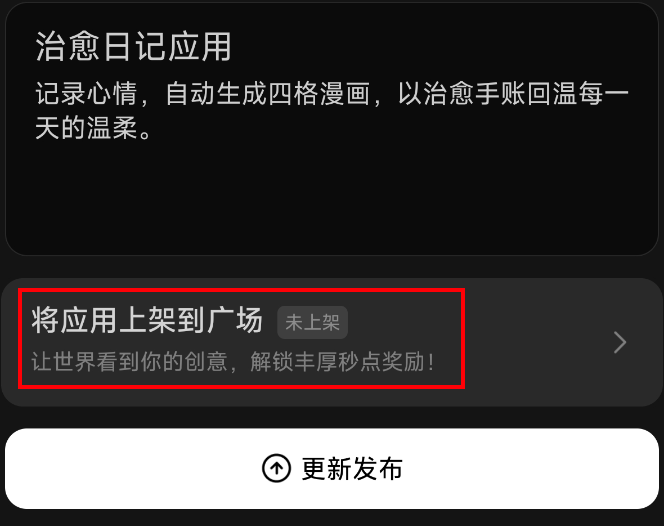 治愈日记应用
记录心情，自动生成四格漫画，以治愈手账回温每一
天的温柔。
将应用上架到广场 未上架
让世界看到你的创意，解锁丰厚秒点奖励！
更新发布